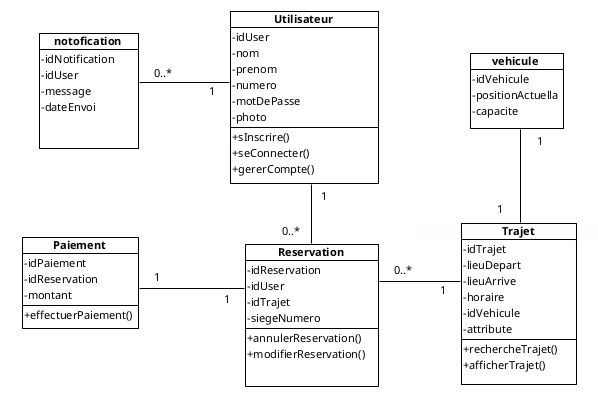 notofication
-idNotification
-idUser
-message
-dateEnvoi
Utilisateur
-idUser
-nom
-prenom
-numero
-motDePasse
-photo
+sInscrire()
+seConnecter()
+gererCompte()
vehicule
-idVehicule
-positionActuella
-capacite
0..*
1
1
0..*
1
1
Paiement
-idPaiement
-idReservation
-montant
+effectuerPaiement()
1
1
Reservation
-idReservation
-idUser
-idTrajet
-siegeNumero
+annulerReservation()
+modifierReservation()
0..*
1
Trajet
-idTrajet
-lieuDepart
-lieuArrive
-horaire
-idVehicule
-attribute
+rechercheTrajet()
+afficherTrajet()